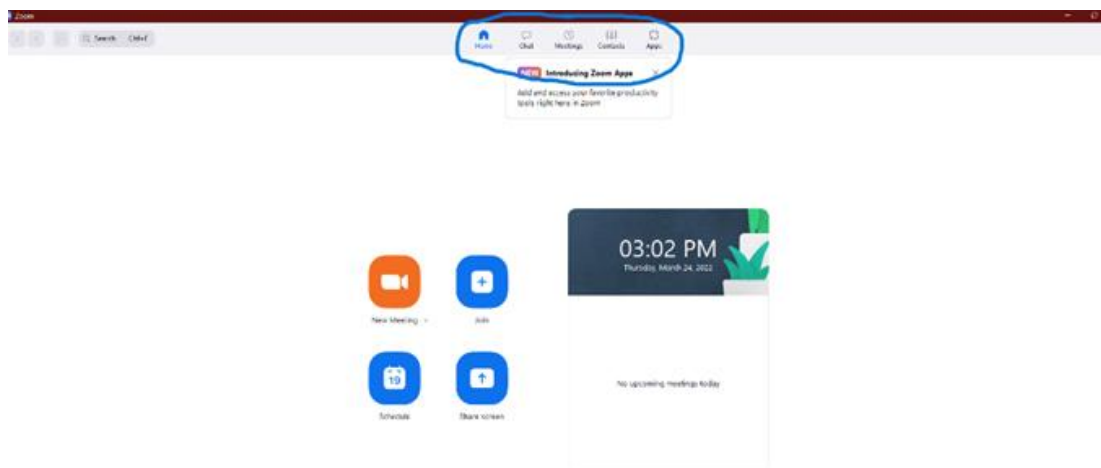 Zoom
Search Ctrl+F
Home Chat Meetings Contacts Apps
NEW Introducing Zoom Apps
Add and access your favorite productivity
tools right here in Zoom
03:02 PM
Thursday, March 24, 2022
New Meeting
Join
19
Schedule
Share screen
No upcoming meetings today